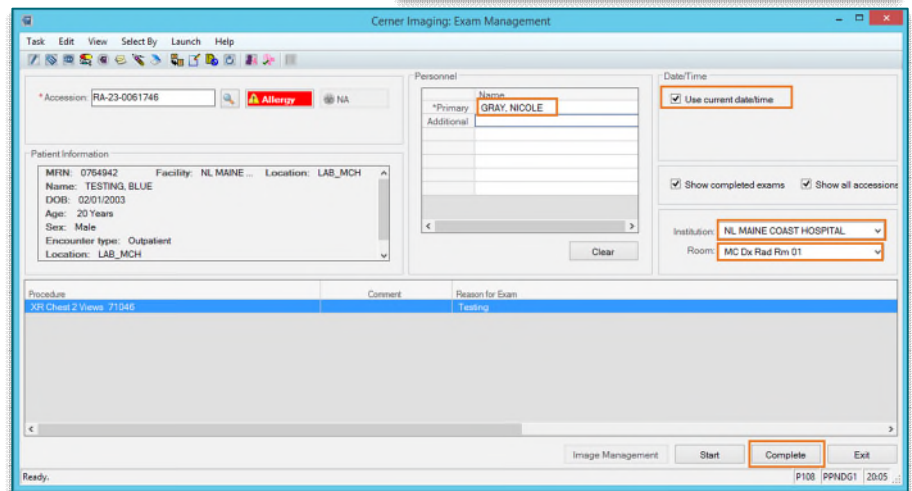 Cerner Imaging: Exam Management
Task Edit View Select By Launch Help
*Accession: RA-23-0061746 Allergy NA
Personnel
Name
*Primary GRAY, NICOLE
Additional
Clear
Date/Time
Use current date/time
Patient Information
MRN: 0764942 Facility: NL MAINE ... Location: LAB_MCH
Name: TESTING, BLUE
DOB: 02/01/2003
Age: 20 Years
Sex: Male
Encounter type: Outpatient
Location: LAB_MCH
Show completed exams Show all accessions
Institution: NL MAINE COAST HOSPITAL
Room: MC Dx Rad Rm 01
Procedure Comment Reason for Exam
XR Chest 2 Views 71046 Testing
Image Management Start Complete Exit
Ready. P108 PPNDG1 20:05